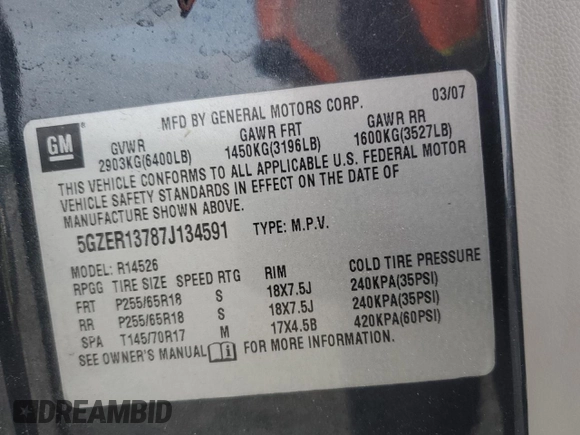 MFD BY GENERAL MOTORS CORP. 03/07
GM
GVWR GAWR FRT GAWR RR
2903KG(6400LB) 1450KG(3196LB) 1600KG(3527LB)
THIS VEHICLE CONFORMS TO ALL APPLICABLE U.S. FEDERAL MOTOR
VEHICLE SAFETY STANDARDS IN EFFECT ON THE DATE OF
MANUFACTURE SHOWN ABOVE.
5GZER13787J134591 TYPE: M.P.V.
MODEL: R14526
RPGG TIRE SIZE SPEED RTG RIM COLD TIRE PRESSURE
FRT P255/65R18 S 18X7.5J 240KPA(35PSI)
RR P255/65R18 S 18X7.5J 240KPA(35PSI)
SPA T145/70R17 M 17X4.5B 420KPA(60PSI)
SEE OWNER'S MANUAL FOR MORE INFORMATION.
DREAMBID